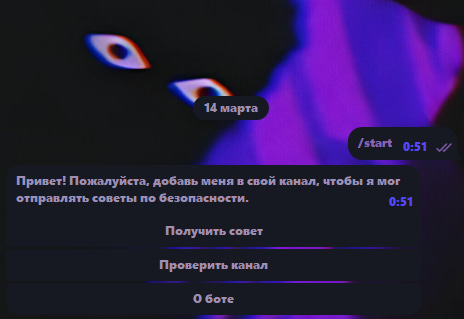 14 марта
/start 0:51
Привет! Пожалуйста, добавь меня в свой канал, чтобы я мог
отправлять советы по безопасности.
0:51
Получить совет
Проверить канал
О боте